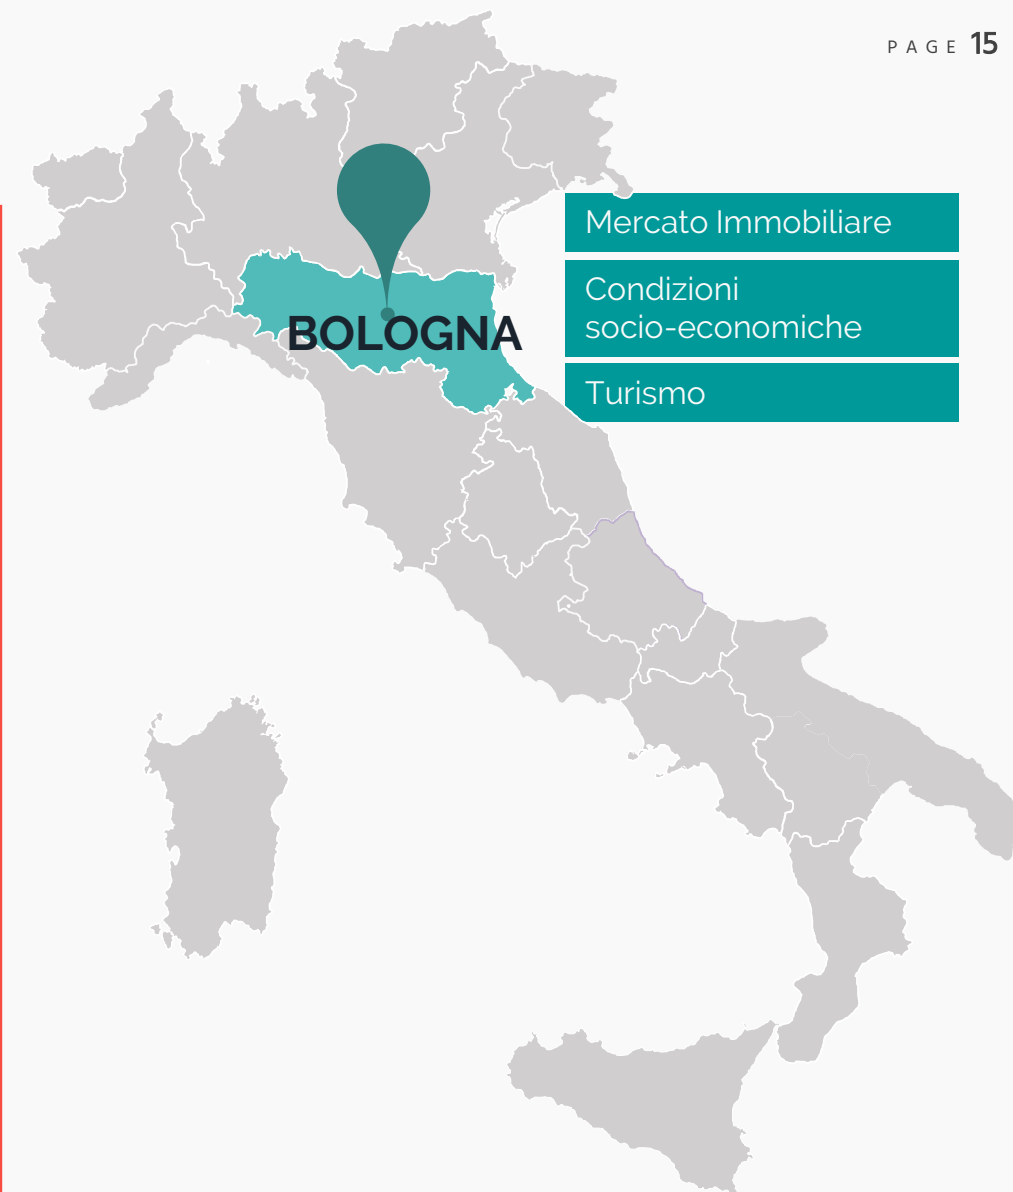 PAGE 15
Mercato Immobiliare
Condizioni
socio-economiche
BOLOGNA
Turismo